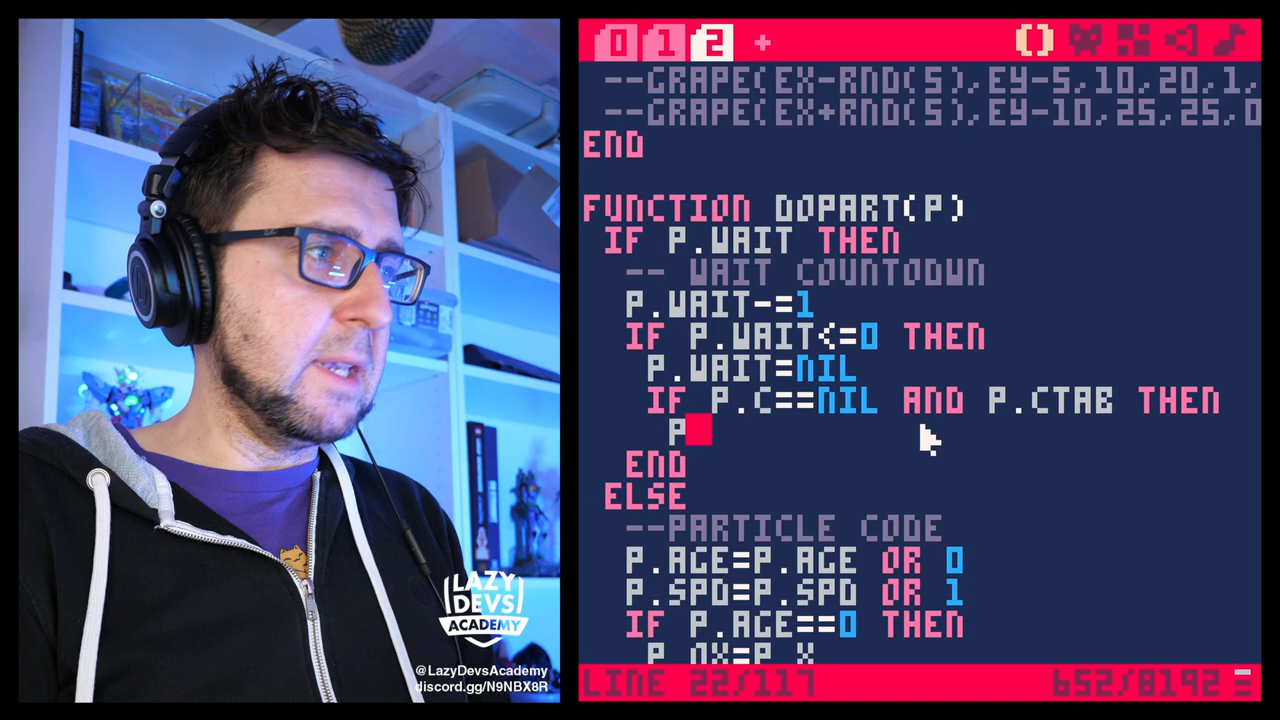 LAZY
DEVS
ACADEMY
@LazyDevsAcademy
discord.gg/N9NBX8R
0 1 2 +
--GRAPE(EX-RND(5),EY-5,10,20,1,
--GRAPE(EX+RND(5),EY-10,25,25,0
END
FUNCTION DOPART(P)
IF P.WAIT THEN
-- WAIT COUNTDOWN
P.WAIT-=1
IF P.WAIT<=0 THEN
P.WAIT=NIL
IF P.C==NIL AND P.CTAB THEN
P
END
ELSE
--PARTICLE CODE
P.AGE=P.AGE OR 0
P.SPD=P.SPD OR 1
IF P.AGE==0 THEN
P OX=P X
LINE 22/117
652/8192